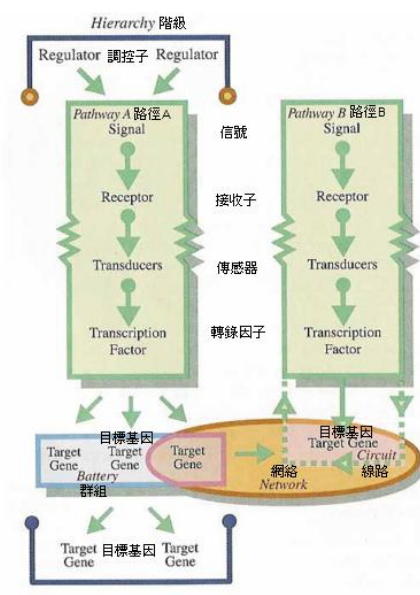 Hierarchy 階級
Regulator 調控子 Regulator
Pathway A 路徑A
Signal
信號
Pathway B 路徑B
Signal
Receptor
接收子
Receptor
Transducers
傳感器
Transducers
Transcription
Factor
轉錄因子
Transcription
Factor
目標基因
Target
Gene
Target
Gene
Target
Gene
Battery
群組
目標基因
Target Gene
Circuit
網絡
線路
Network
Target 目標基因 Target
Gene
Gene